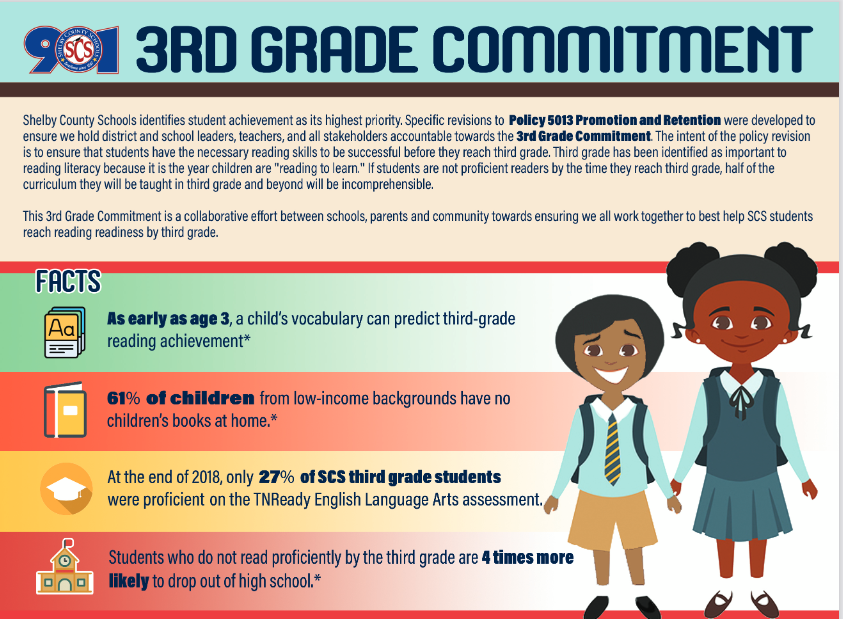 901 SCS 3RD GRADE COMMITMENT
SHELBY COUNTY SCHOOLS
Shelby County Schools identifies student achievement as its highest priority. Specific revisions to Policy 5013 Promotion and Retention were developed to
ensure we hold district and school leaders, teachers, and all stakeholders accountable towards the 3rd Grade Commitment. The intent of the policy revision
is to ensure that students have the necessary reading skills to be successful before they reach third grade. Third grade has been identified as important to
reading literacy because it is the year children are "reading to learn." If students are not proficient readers by the time they reach third grade, half of the
curriculum they will be taught in third grade and beyond will be incomprehensible.
This 3rd Grade Commitment is a collaborative effort between schools, parents and community towards ensuring we all work together to best help SCS students
reach reading readiness by third grade.
FACTS
Aa
As early as age 3, a child's vocabulary can predict third-grade
reading achievement*
61% of children from low-income backgrounds have no
children's books at home.*
At the end of 2018, only 27% of SCS third grade students
were proficient on the TNReady English Language Arts assessment.
Students who do not read proficiently by the third grade are 4 times more
likely to drop out of high school.*